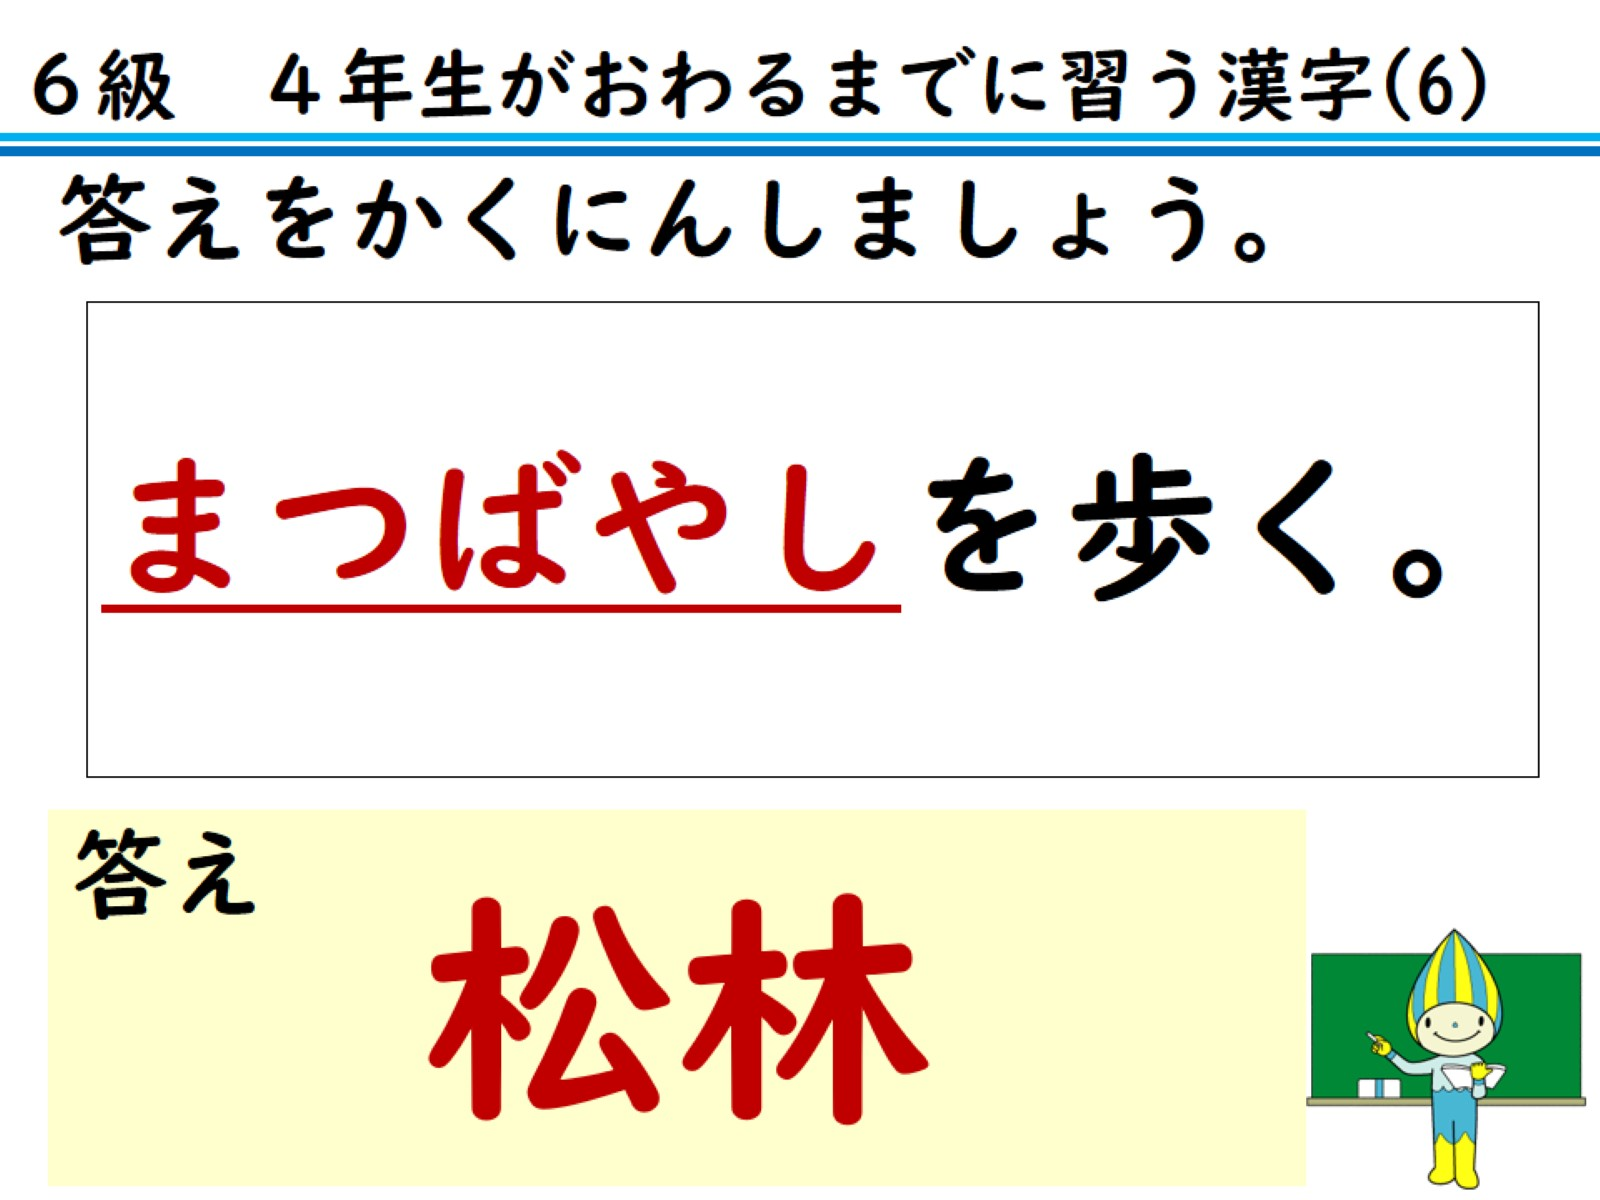 ６級　４年生がおわるまでに習う漢字(6)
答えをかくにんしましょう。
まつばやしを歩く。
答え
松林